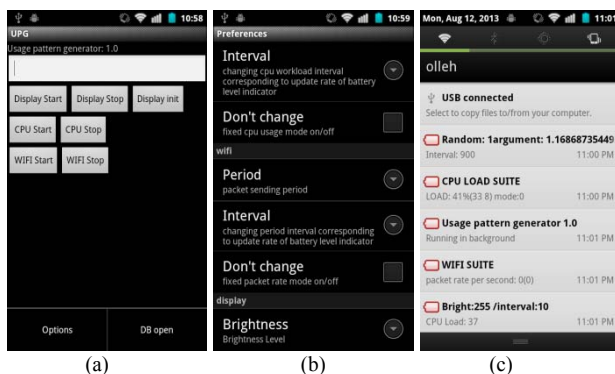 10:58
UPG
Usage pattern generator: 1.0
Display Start
Display Stop
Display init
CPU Start
CPU Stop
WIFI Start
WIFI Stop
Options
DB open
(a)
10:59
Preferences
Interval
changing cpu workload interval
corresponding to update rate of battery
level indicator
Don't change
fixed cpu usage mode on/off
wifi
Period
packet sending period
Interval
changing period interval corresponding
to update rate of battery level indicator
Don't change
fixed packet rate mode on/off
display
Brightness
Brightness Level
(b)
Mon, Aug 12, 2013
11:01
olleh
USB connected
Select to copy files to/from your computer.
Random: 1argument: 1.16868735449
Interval: 900
11:00 PM
CPU LOAD SUITE
LOAD: 41%(33 8) mode:0
11:00 PM
Usage pattern generator 1.0
Running in background
11:01 PM
WIFI SUITE
packet rate per second: 0(0)
11:01 PM
Bright:255 /interval:10
CPU Load: 37
11:01 PM
(c)